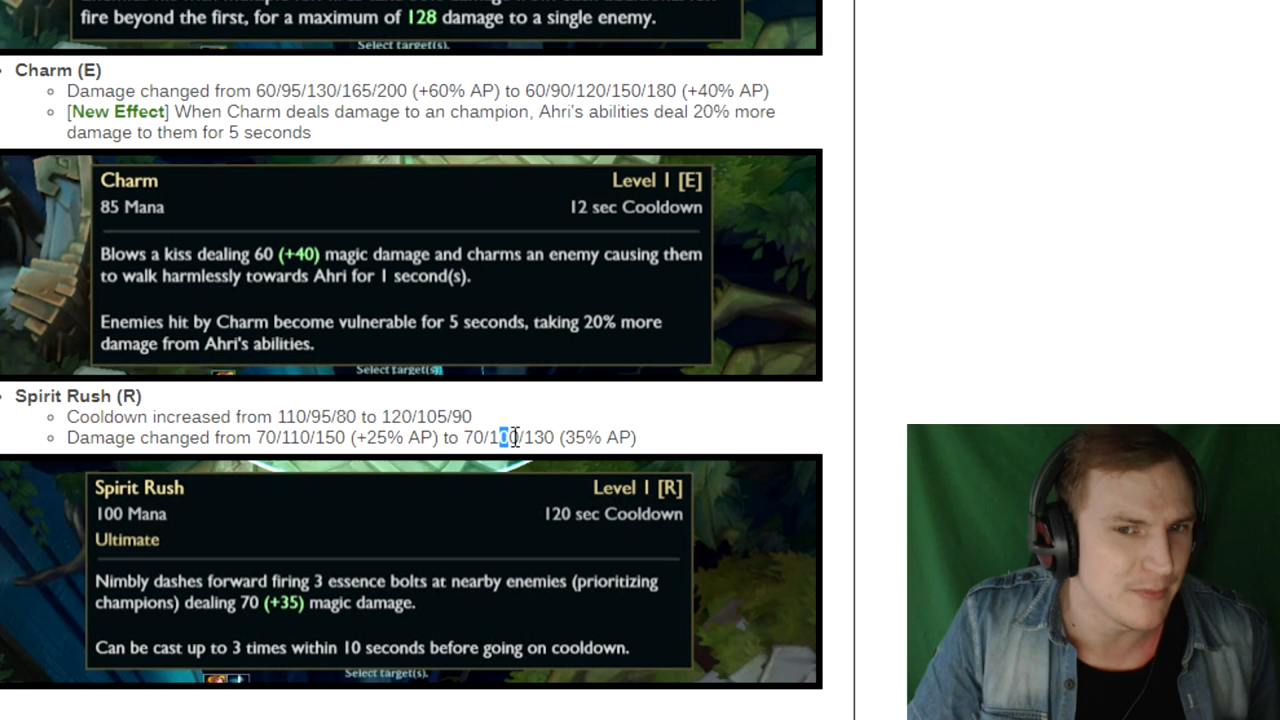 fire beyond the first, for a maximum of 128 damage to a single enemy.
Select target(s).
Charm (E)
Damage changed from 60/95/130/165/200 (+60% AP) to 60/90/120/150/180 (+40% AP)
[New Effect] When Charm deals damage to an champion, Ahri's abilities deal 20% more
damage to them for 5 seconds
Charm Level 1 [E]
85 Mana 12 sec Cooldown
Blows a kiss dealing 60 (+40) magic damage and charms an enemy causing them
to walk harmlessly towards Ahri for 1 second(s).
Enemies hit by Charm become vulnerable for 5 seconds, taking 20% more
damage from Ahri's abilities.
Select target(s).
Spirit Rush (R)
Cooldown increased from 110/95/80 to 120/105/90
Damage changed from 70/110/150 (+25% AP) to 70/100/130 (35% AP)
Spirit Rush Level 1 [R]
100 Mana 120 sec Cooldown
Ultimate
Nimbly dashes forward firing 3 essence bolts at nearby enemies (prioritizing
champions) dealing 70 (+35) magic damage.
Can be cast up to 3 times within 10 seconds before going on cooldown.
Select target(s).